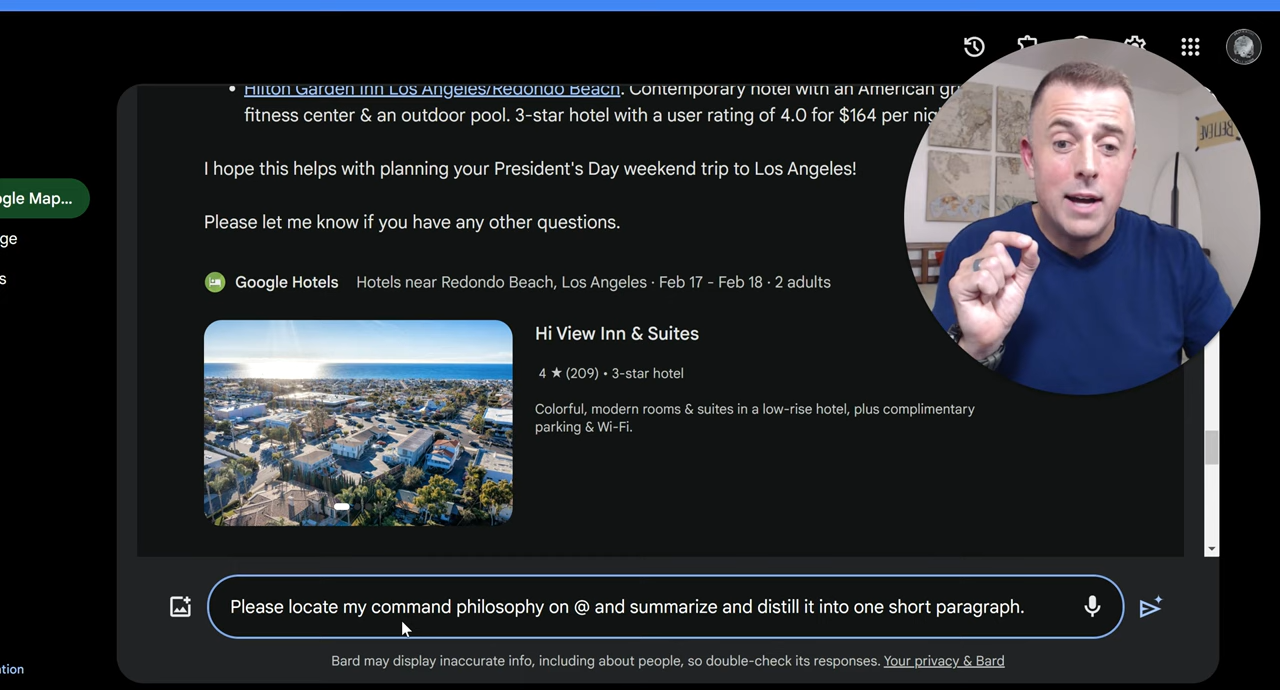 Hilton Garden Inn Los Angeles/Redondo Beach. Contemporary hotel with an American
fitness center & an outdoor pool. 3-star hotel with a user rating of 4.0 for $164 per
I hope this helps with planning your President's Day weekend trip to Los Angeles!
BELIEVE
ogle Map...
Please let me know if you have any other questions.
ge
s
Google Hotels Hotels near Redondo Beach, Los Angeles · Feb 17 - Feb 18 · 2 adults
Hi View Inn & Suites
4 ★ (209) • 3-star hotel
Colorful, modern rooms & suites in a low-rise hotel, plus complimentary
parking & Wi-Fi.
Please locate my command philosophy on @ and summarize and distill it into one short paragraph.
Bard may display inaccurate info, including about people, so double-check its responses. Your privacy & Bard
ation